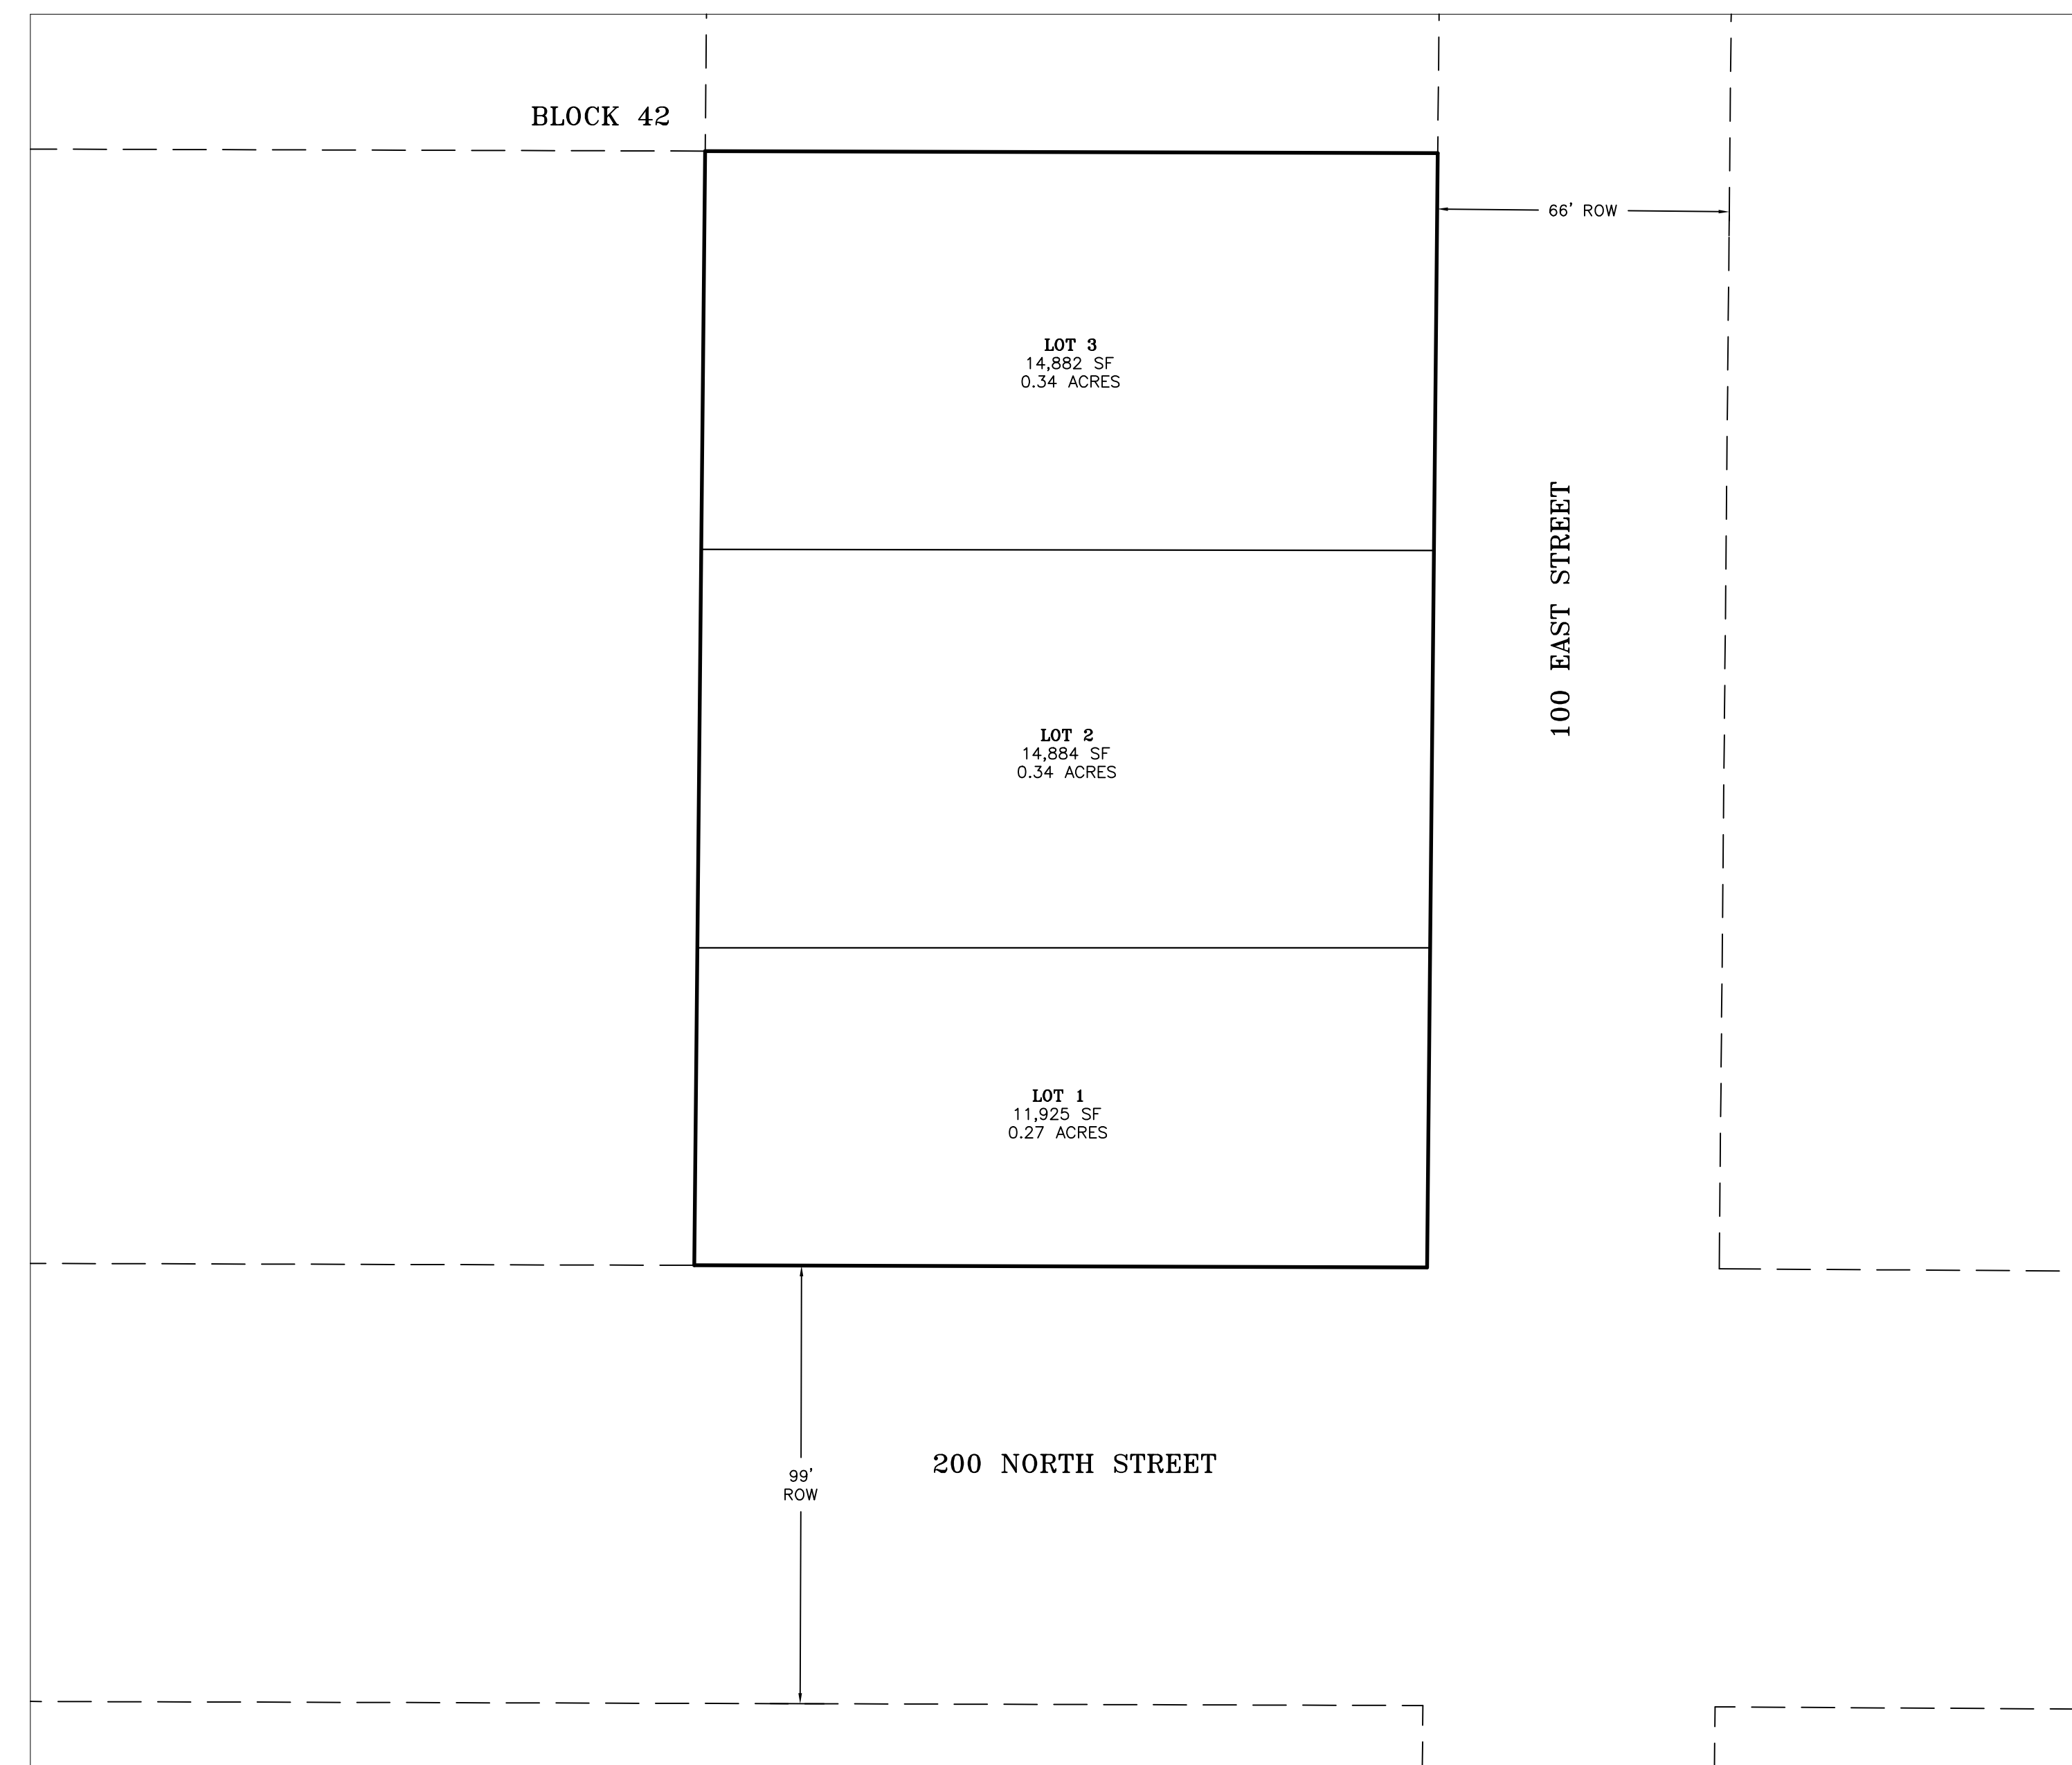 BLOCK 42
66' ROW
LOT 3
14,882 SF
0.34 ACRES
100 EAST STREET
LOT 2
14,884 SF
0.34 ACRES
LOT 1
11,925 SF
0.27 ACRES
200 NORTH STREET
99'
ROW